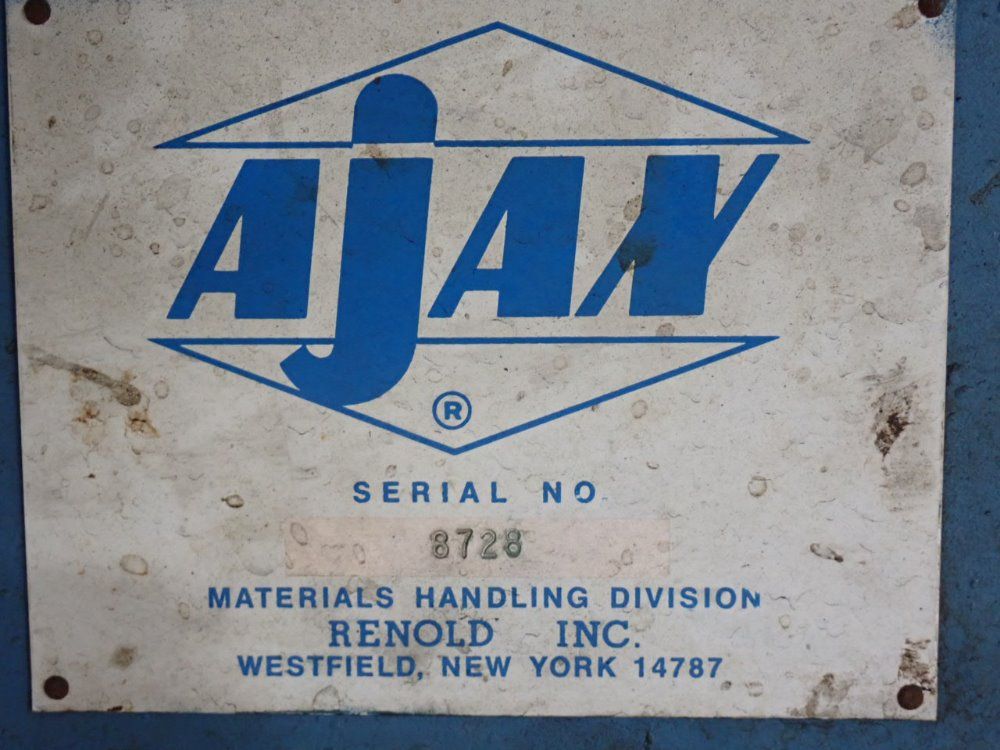 AJAX
®
SERIAL NO
8728
MATERIALS HANDLING DIVISION
RENOLD INC.
WESTFIELD, NEW YORK 14787